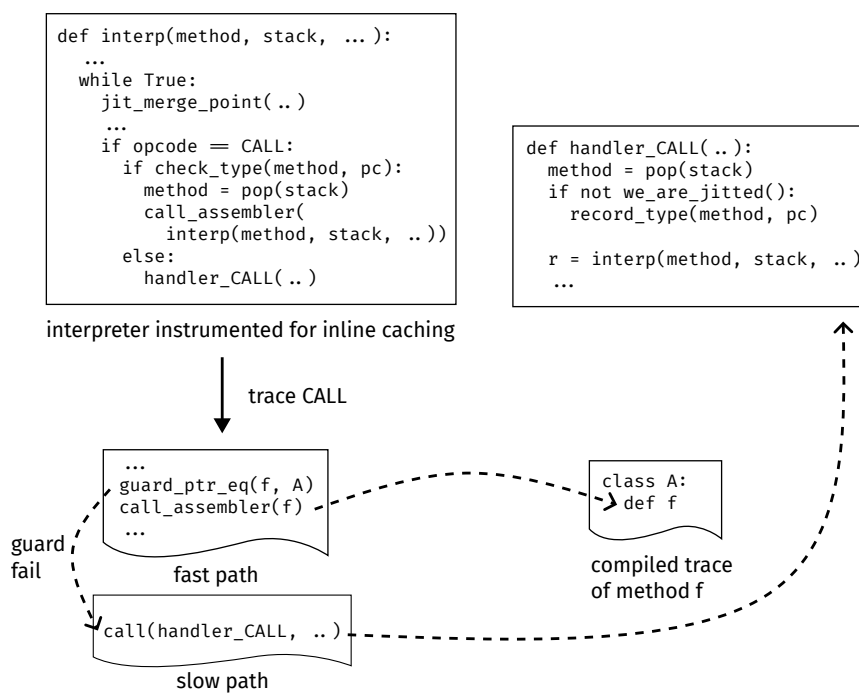 def interp(method, stack, ...):
...
while True:
jit_merge_point(..)
...
if opcode == CALL:
if check_type(method, pc):
method = pop(stack)
call_assembler(
interp(method, stack, ..))
else:
handler_CALL(..)
interpreter instrumented for inline caching
def handler_CALL(..):
method = pop(stack)
if not we_are_jitted():
record_type(method, pc)
r = interp(method, stack, ..)
...
trace CALL
...
guard_ptr_eq(f, A)
call_assembler(f)
...
fast path
class A:
def f
compiled trace
of method f
guard
fail
call(handler_CALL, ..)
slow path